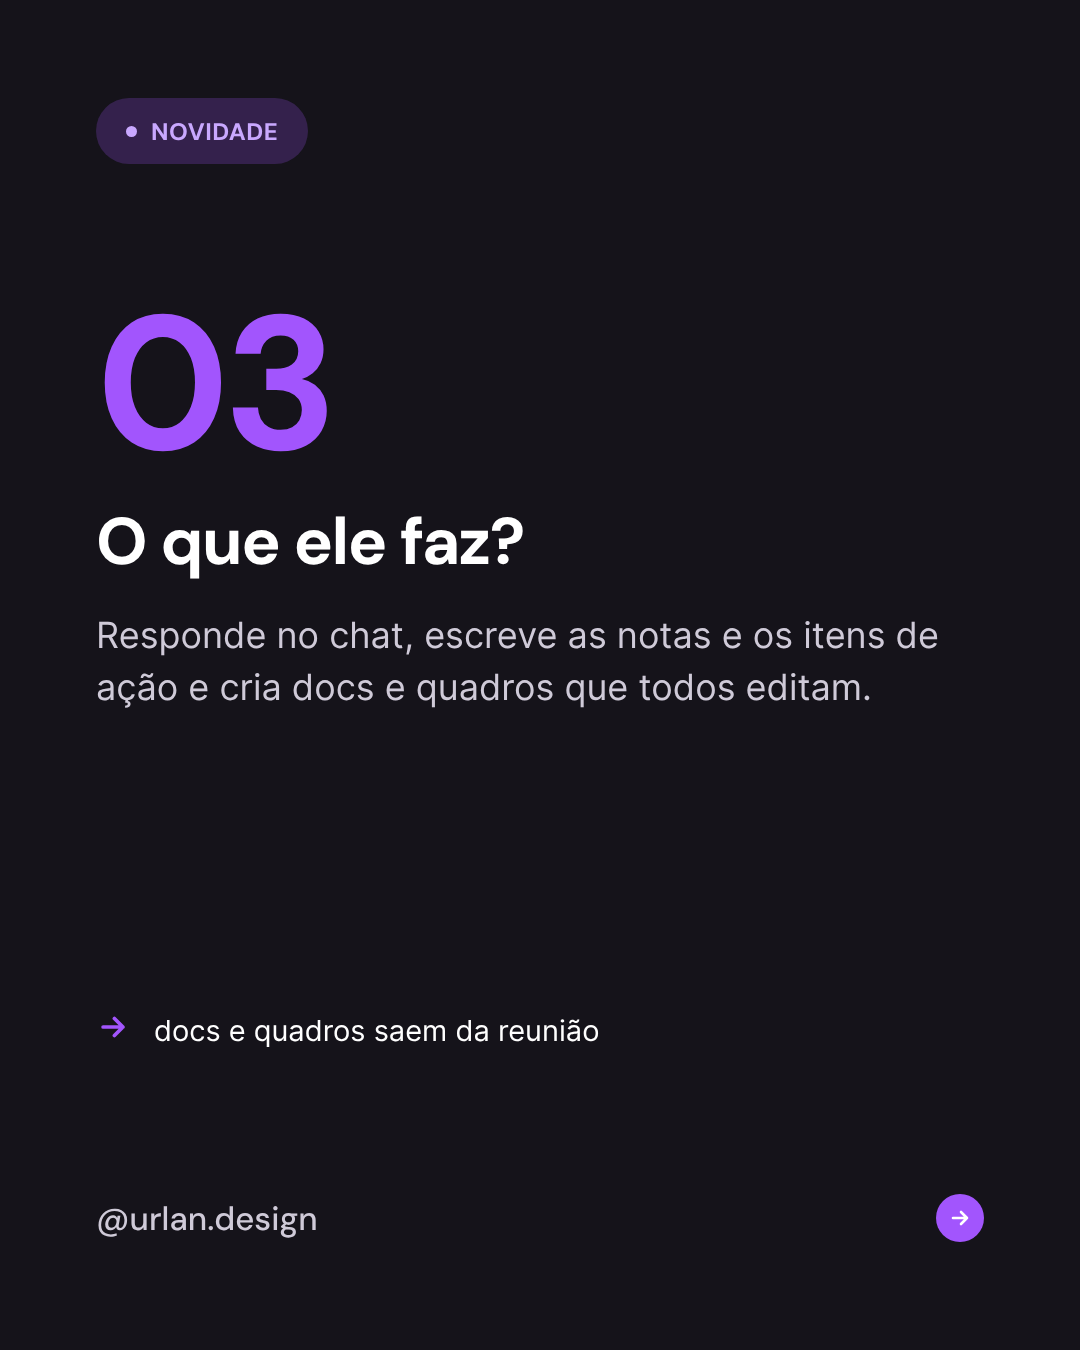 NOVIDADE
03
O que ele faz?
Responde no chat, escreve as notas e os itens de
ação e cria docs e quadros que todos editam.
→ docs e quadros saem da reunião
@urlan.design